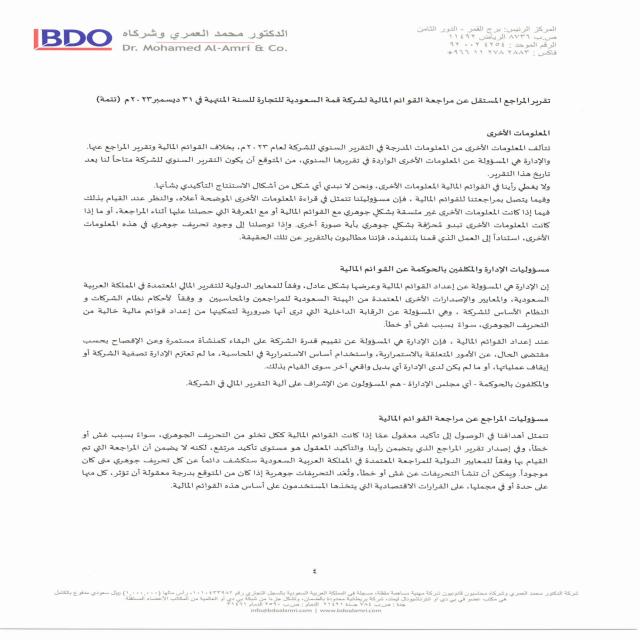 BDO
الدكتور محمد العمري وشركاه
Dr. Mohamed Al-Amri & Co.
المركز الرئيس: برج القمر - الدور الثامن
ص.ب ٨٧٣٦ الرياض ١١٤٩٢
الرقم الموحد : ٤٢٥٤ ٠٠٢ ٩٢
فاكس : ٢٨٨٣ ٢٧٨ ١١ ٩٦٦+
تقرير المراجع المستقل عن مراجعة القوائم المالية لشركة قمة السعودية للتجارة للسنة المنتهية في ٣١ ديسمبر٢٠٢٣م (تتمة)
المعلومات الأخرى
تتألف المعلومات الأخرى من المعلومات المدرجة في التقرير السنوي للشركة لعام ٢٠٢٣م، بخلاف القوائم المالية وتقرير المراجع عنها.
والإدارة هي المسؤولة عن المعلومات الأخرى الواردة في تقريرها السنوي، من المتوقع أن يكون التقرير السنوي للشركة متاحاً لنا بعد
تاريخ هذا التقرير.
ولا يغطي رأينا في القوائم المالية المعلومات الأخرى، ونحن لا نبدي أي شكل من أشكال الاستنتاج التأكيدي بشأنها.
وفيما يتصل بمراجعتنا للقوائم المالية ، فإن مسؤوليتنا تتمثل في قراءة المعلومات الأخرى الموضحة أعلاه، والنظر عند القيام بذلك
فيما إذا كانت المعلومات الأخرى غير متسقة بشكلي جوهري مع القوائم المالية أو مع المعرفة التي حصلنا عليها أثناء المراجعة، أو ما إذا
كانت المعلومات الأخرى تبدو مُحرّفة بشكلي جوهري بأية صورة أخرى. وإذا توصلنا إلى وجود تحريف جوهري في هذه المعلومات
الأخرى، استناداً إلى العمل الذي قمنا بتنفيذه، فإننا مطالبون بالتقرير عن تلك الحقيقة.
مسؤوليات الإدارة والمكلفين بالحوكمة عن القوائم المالية
إن الإدارة هي المسؤولة عن إعداد القوائم المالية وعرضها بشكل عادل، وفقاً للمعايير الدولية للتقرير المالي المعتمدة في المملكة العربية
السعودية، والمعايير والإصدارات الأخرى المعتمدة من الهيئة السعودية للمراجعين والمحاسبين و وفقاً لأحكام نظام الشركات و
النظام الأساس للشركة ، وهي المسؤولة عن الرقابة الداخلية التي ترى أنها ضرورية لتمكينها من إعداد قوائم مالية خالية من
التحريف الجوهري، سواءً بسبب غش أو خطأ.
عند إعداد القوائم المالية ، فإن الإدارة هي المسؤولة عن تقييم قدرة الشركة على البقاء كمنشأة مستمرة وعن الإفصاح بحسب
مقتضى الحال، عن الأمور المتعلقة بالاستمرارية، واستخدام أساس الاستمرارية في المحاسبة، ما لم تعتزم الإدارة تصفية الشركة أو
إيقاف عملياتها، أو ما لم يكن لدى الإدارة أي بديل واقعي آخر سوى القيام بذلك.
والمكلفون بالحوكمة - أي مجلس الإداراة - هم المسؤولون عن الإشراف على آلية التقرير المالي في الشركة.
مسؤوليات المراجع عن مراجعة القوائم المالية
تتمثل أهدافنا في الوصول إلى تأكيد معقول عمّا إذا كانت القوائم المالية ككل تخلو من التحريف الجوهري، سواءً بسبب غش أو
خطأ، وفي إصدار تقرير المراجع الذي يتضمن رأينا. والتأكيد المعقول هو مستوى تأكيد مرتفع، لكنه لا يضمن أن المراجعة التي تم
القيام بها وفقاً للمعايير الدولية للمراجعة المعتمدة في المملكة العربية السعودية ستكشف دائماً عن كل تحريف جوهري متى كان
موجوداً. ويمكن أن تنشأ التحريفات عن غش أو خطأ، وتُعَد التحريفات جوهرية إذا كان من المتوقع بدرجة معقولة أن تؤثر، كل منها
على حدة أو في مجملها، على القرارات الاقتصادية التي يتخذها المستخدمون على أساس هذه القوائم المالية.
٤
info@bdoalamri.com | www.bdoalamri.com